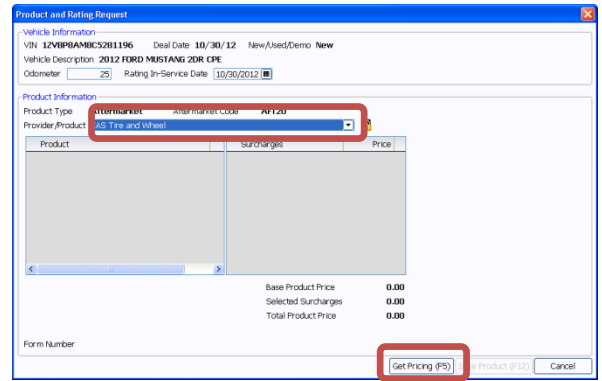 Product and Rating Request
Vehicle Information
VIN 1ZVBP8AM8C5281196 Deal Date 10/30/12 New/Used/Demo New
Vehicle Description 2012 FORD MUSTANG 2DR CPE
Odometer 25 Rating In-Service Date 10/30/2012
Product Information
Product Type Aftermarket Aftermarket Code AFT20
Provider/Product AS Tire and Wheel
Product Surcharges Price
Base Product Price 0.00
Selected Surcharges 0.00
Total Product Price 0.00
Form Number
Get Pricing (F5) Product (F12) Cancel